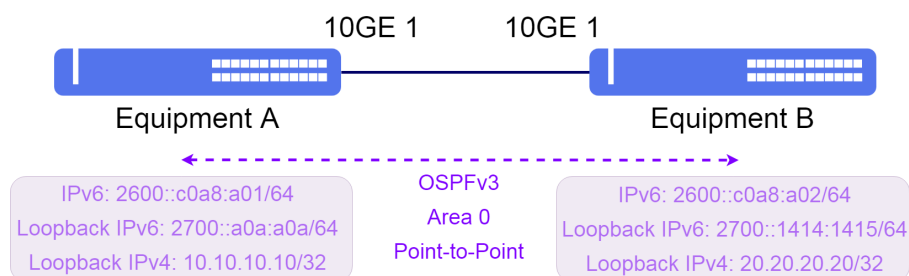 10GE 1 10GE 1
Equipment A Equipment B
OSPFv3
Area 0
Point-to-Point
IPv6: 2600::c0a8:a01/64
Loopback IPv6: 2700::a0a:a0a/64
Loopback IPv4: 10.10.10.10/32
IPv6: 2600::c0a8:a02/64
Loopback IPv6: 2700::1414:1415/64
Loopback IPv4: 20.20.20.20/32